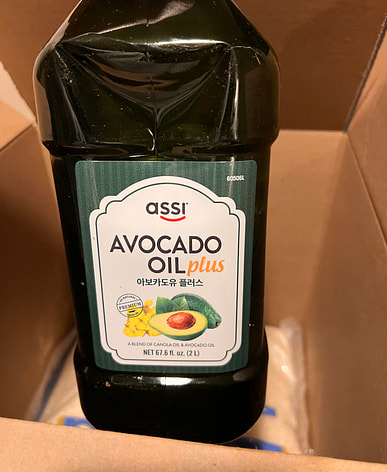 60506L
assi
AVOCADO
OIL plus
아보카도유 플러스
PREMIUM
A BLEND OF CANOLA OIL & AVOCADO OIL
NET 67.6 fl. oz. (2 L)